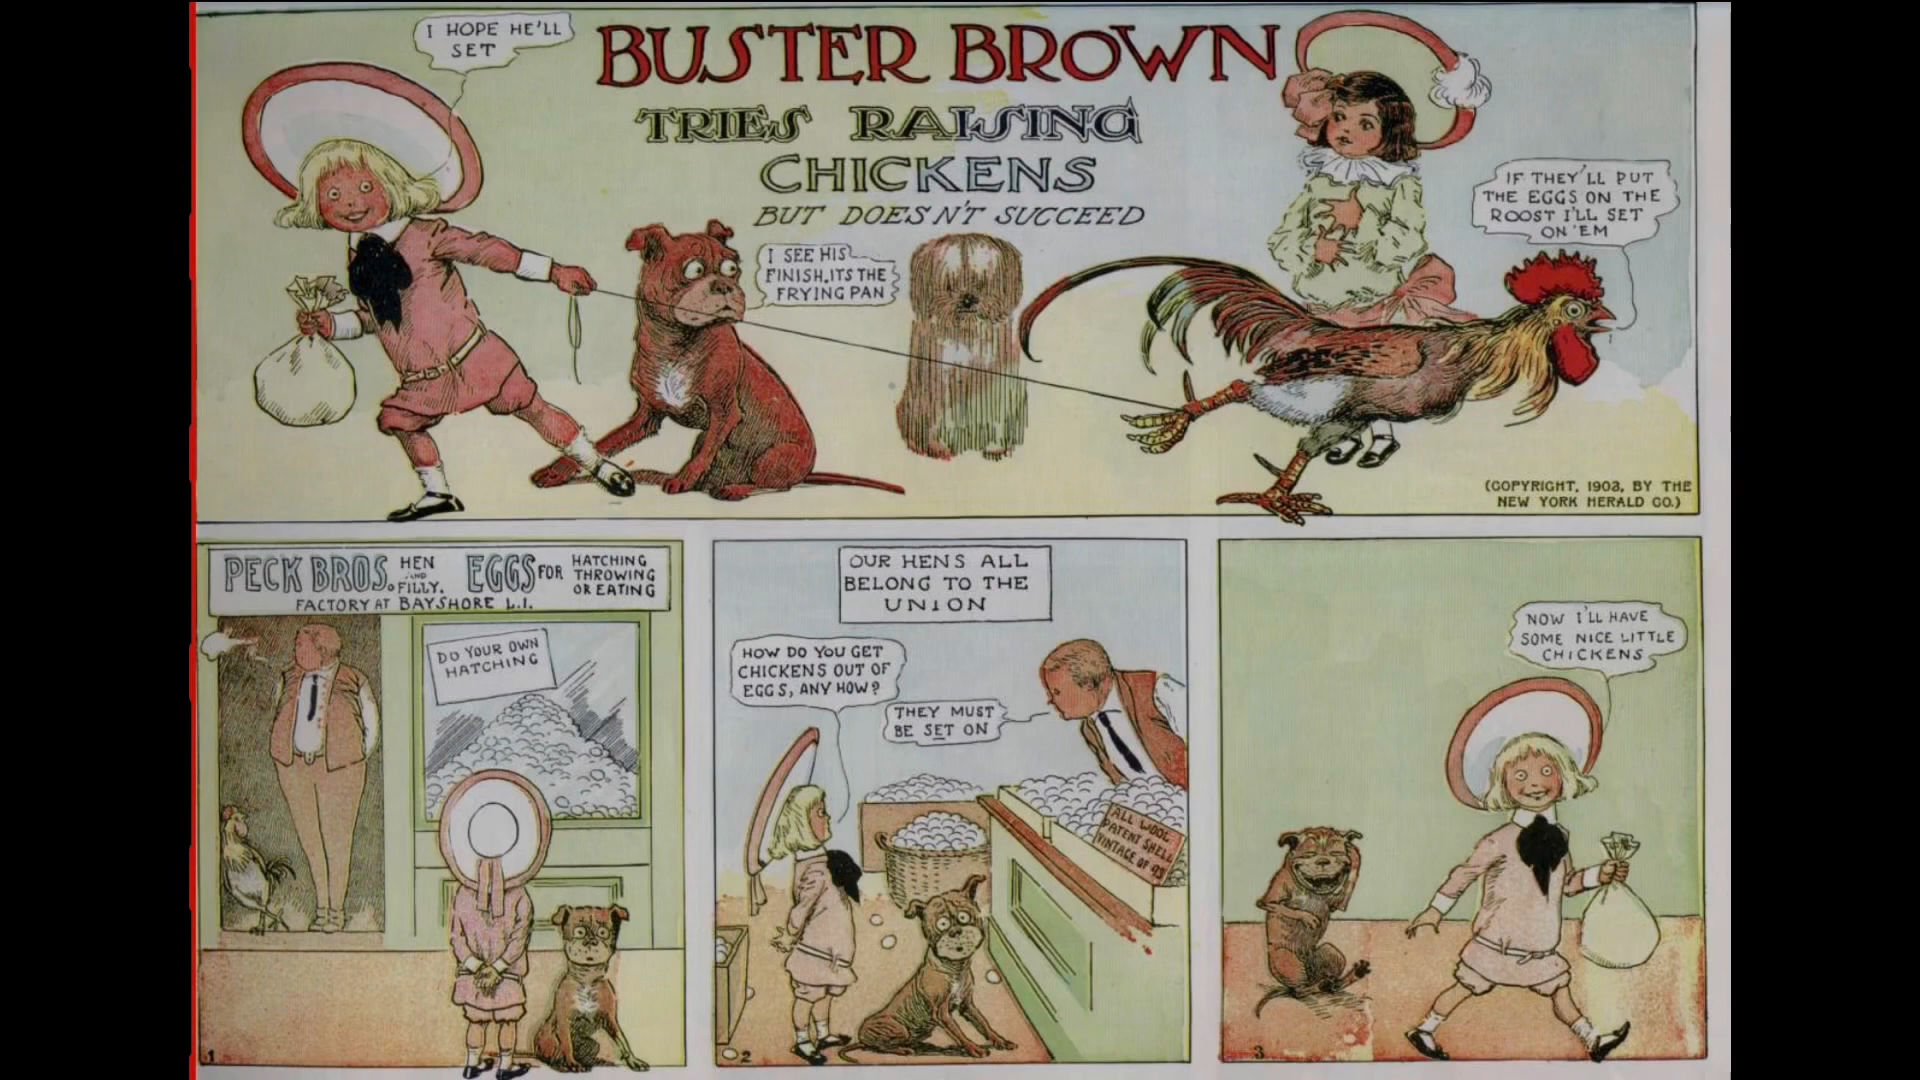 I HOPE HE'LL
SET
BUSTER BROWN
TRIES RAISING
CHICKENS
BUT DOESN'T SUCCEED
I SEE HIS
FINISH. ITS THE
FRYING PAN
IF THEY'LL PUT
THE EGGS ON THE
ROOST I'LL SET
ON 'EM
(COPYRIGHT, 1903, BY THE
NEW YORK HERALD CO.)
PECK BROS. HEN AND FILLY. EGGS FOR HATCHING
THROWING
OR EATING
FACTORY AT BAYSHORE L.I.
DO YOUR OWN
HATCHING
1
OUR HENS ALL
BELONG TO THE
UNION
HOW DO YOU GET
CHICKENS OUT OF
EGGS, ANY HOW?
THEY MUST
BE SET ON
ALL WOOL
PATENT SHELL
VINTAGE OF 93
2
NOW I'LL HAVE
SOME NICE LITTLE
CHICKENS
3